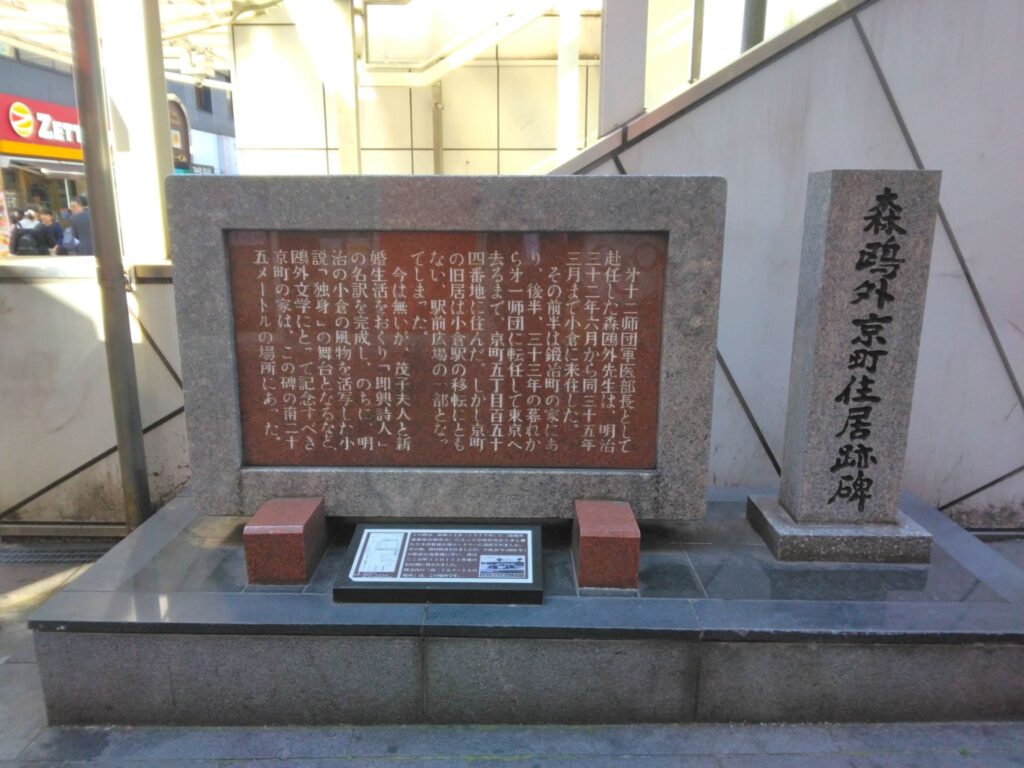 森鴎外京町住居跡碑
㐧十二師団軍医部長として
赴任した森鴎外先生は、明治
三十二年六月から同三十五年
三月まで小倉に来住した。
その前半は鍛冶町の家にあ
り、後半、三十三年の暮れか
ら㐧一師団に転任して東京へ
去るまで、京町五丁目百五十
四番地に住んだ。しかし京町
の旧居は小倉駅の移転にとも
ない、駅前広場の一部となっ
てしまった
今は無いが、茂子夫人と新
婚生活をおくり「即興詩人」
の名訳を完成し、のちに、明
治の小倉の風物を活写した小
説「独身」の舞台となるなど、
鴎外文学にとって記念すべき
京町の家は、この碑の南二十
五メートルの場所にあった。